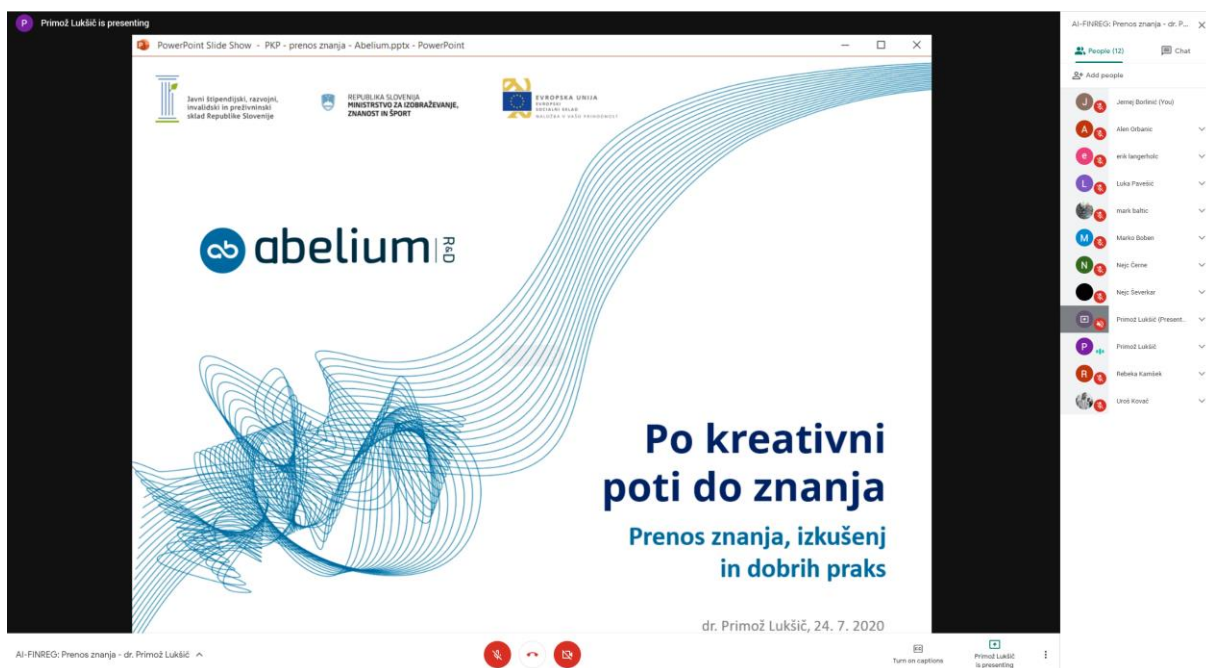 P Primož Lukšič is presenting
PowerPoint Slide Show - PKP - prenos znanja - Abelium.pptx - PowerPoint
Javni štipendijski, razvojni,
invalidski in preživninski
sklad Republike Slovenije
REPUBLIKA SLOVENIJA
MINISTRSTVO ZA IZOBRAŽEVANJE,
ZNANOST IN ŠPORT
EVROPSKA UNIJA
EVROPSKI
SOCIALNI SKLAD
NALOŽBA V VAŠO PRIHODNOST
abelium R&D
Po kreativni
poti do znanja
Prenos znanja, izkušenj
in dobrih praks
dr. Primož Lukšič, 24. 7. 2020
AI-FINREG: Prenos znanja - dr. Primož Lukšič
Turn on captions
Primož Lukšič
is presenting
AI-FINREG: Prenos znanja - dr. P...
People (12)
Chat
Add people
J Jernej (You)
A Alen Orbanic
e erik langerholc
L Luka Pavešić
mark baltic
M Marko Boben
N Nejc Černe
Nejc Ševerkar
Primož Lukšič (Present...
P Primož Lukšič
R Rebeka Kamšek
Uroš Kovač